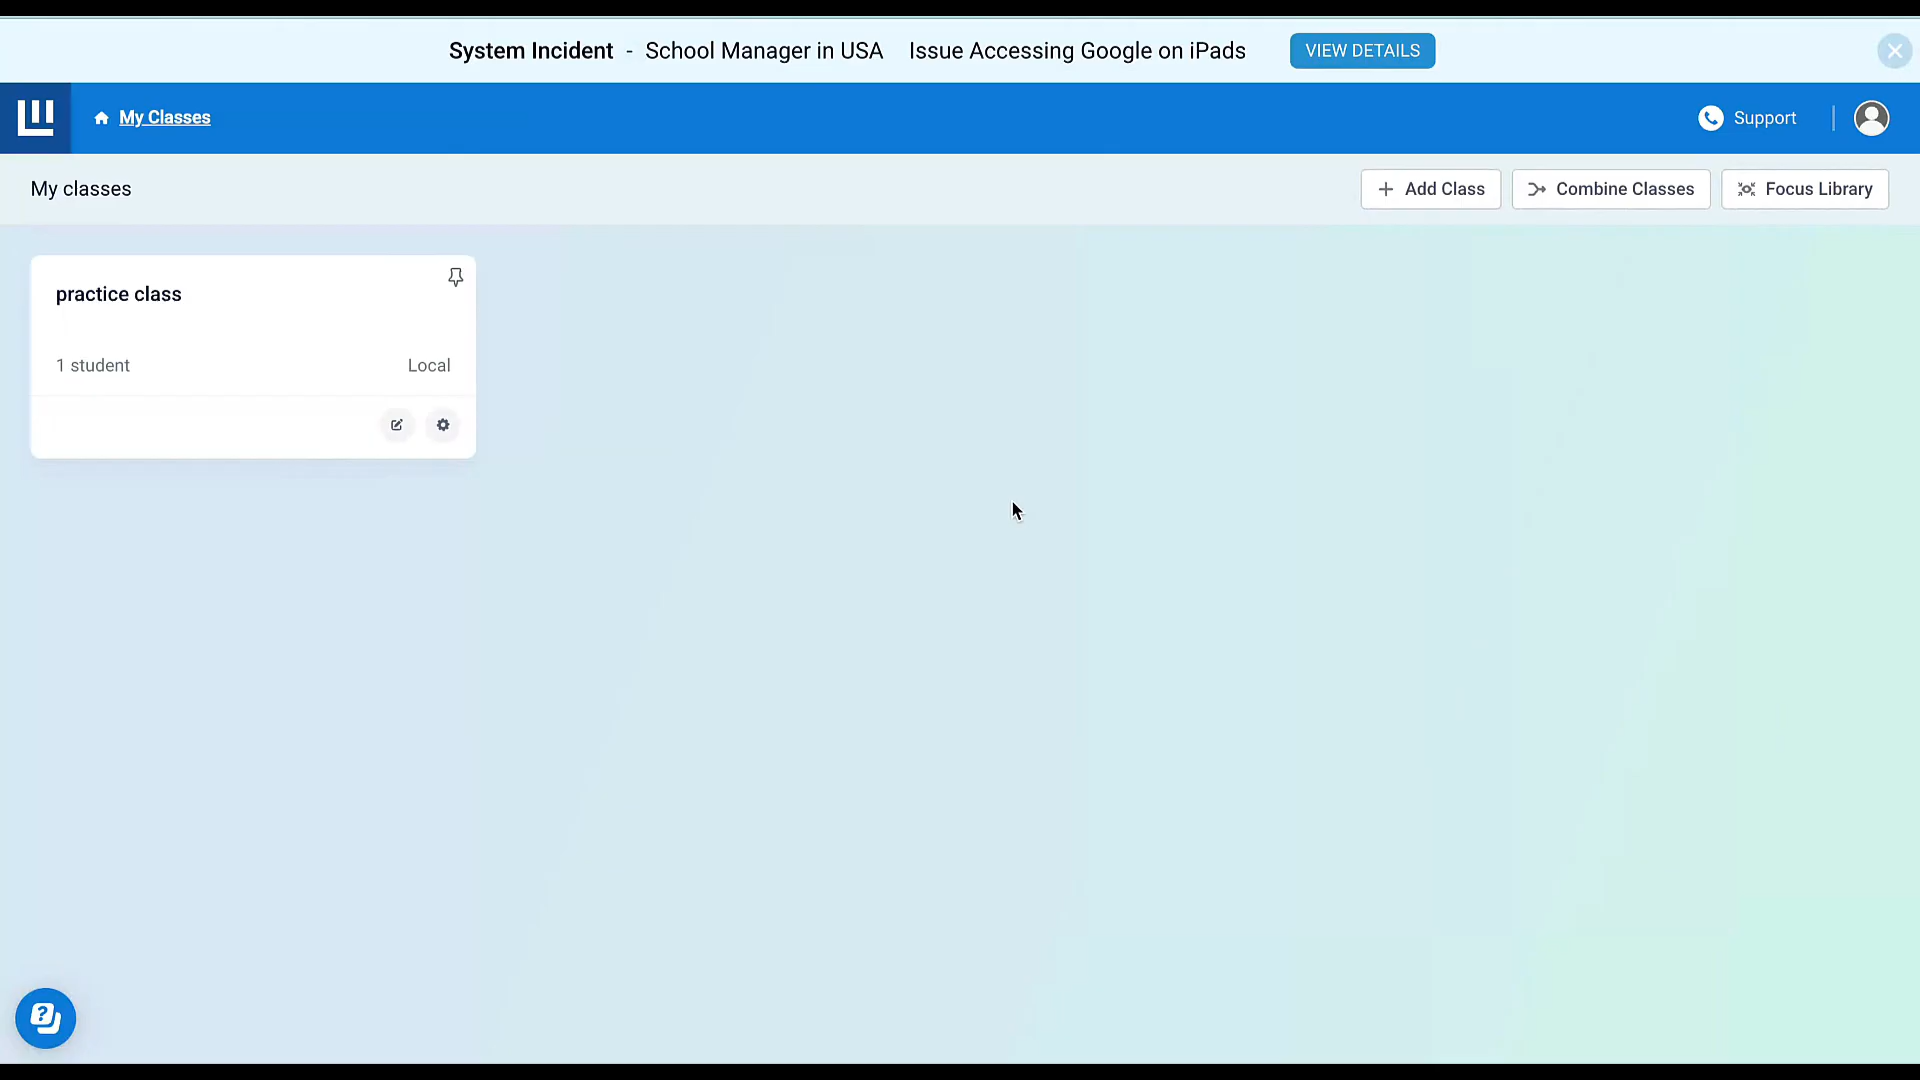 System Incident - School Manager in USA Issue Accessing Google on iPads VIEW DETAILS
My Classes Support
My classes Add Class Combine Classes Focus Library
practice class
1 student Local